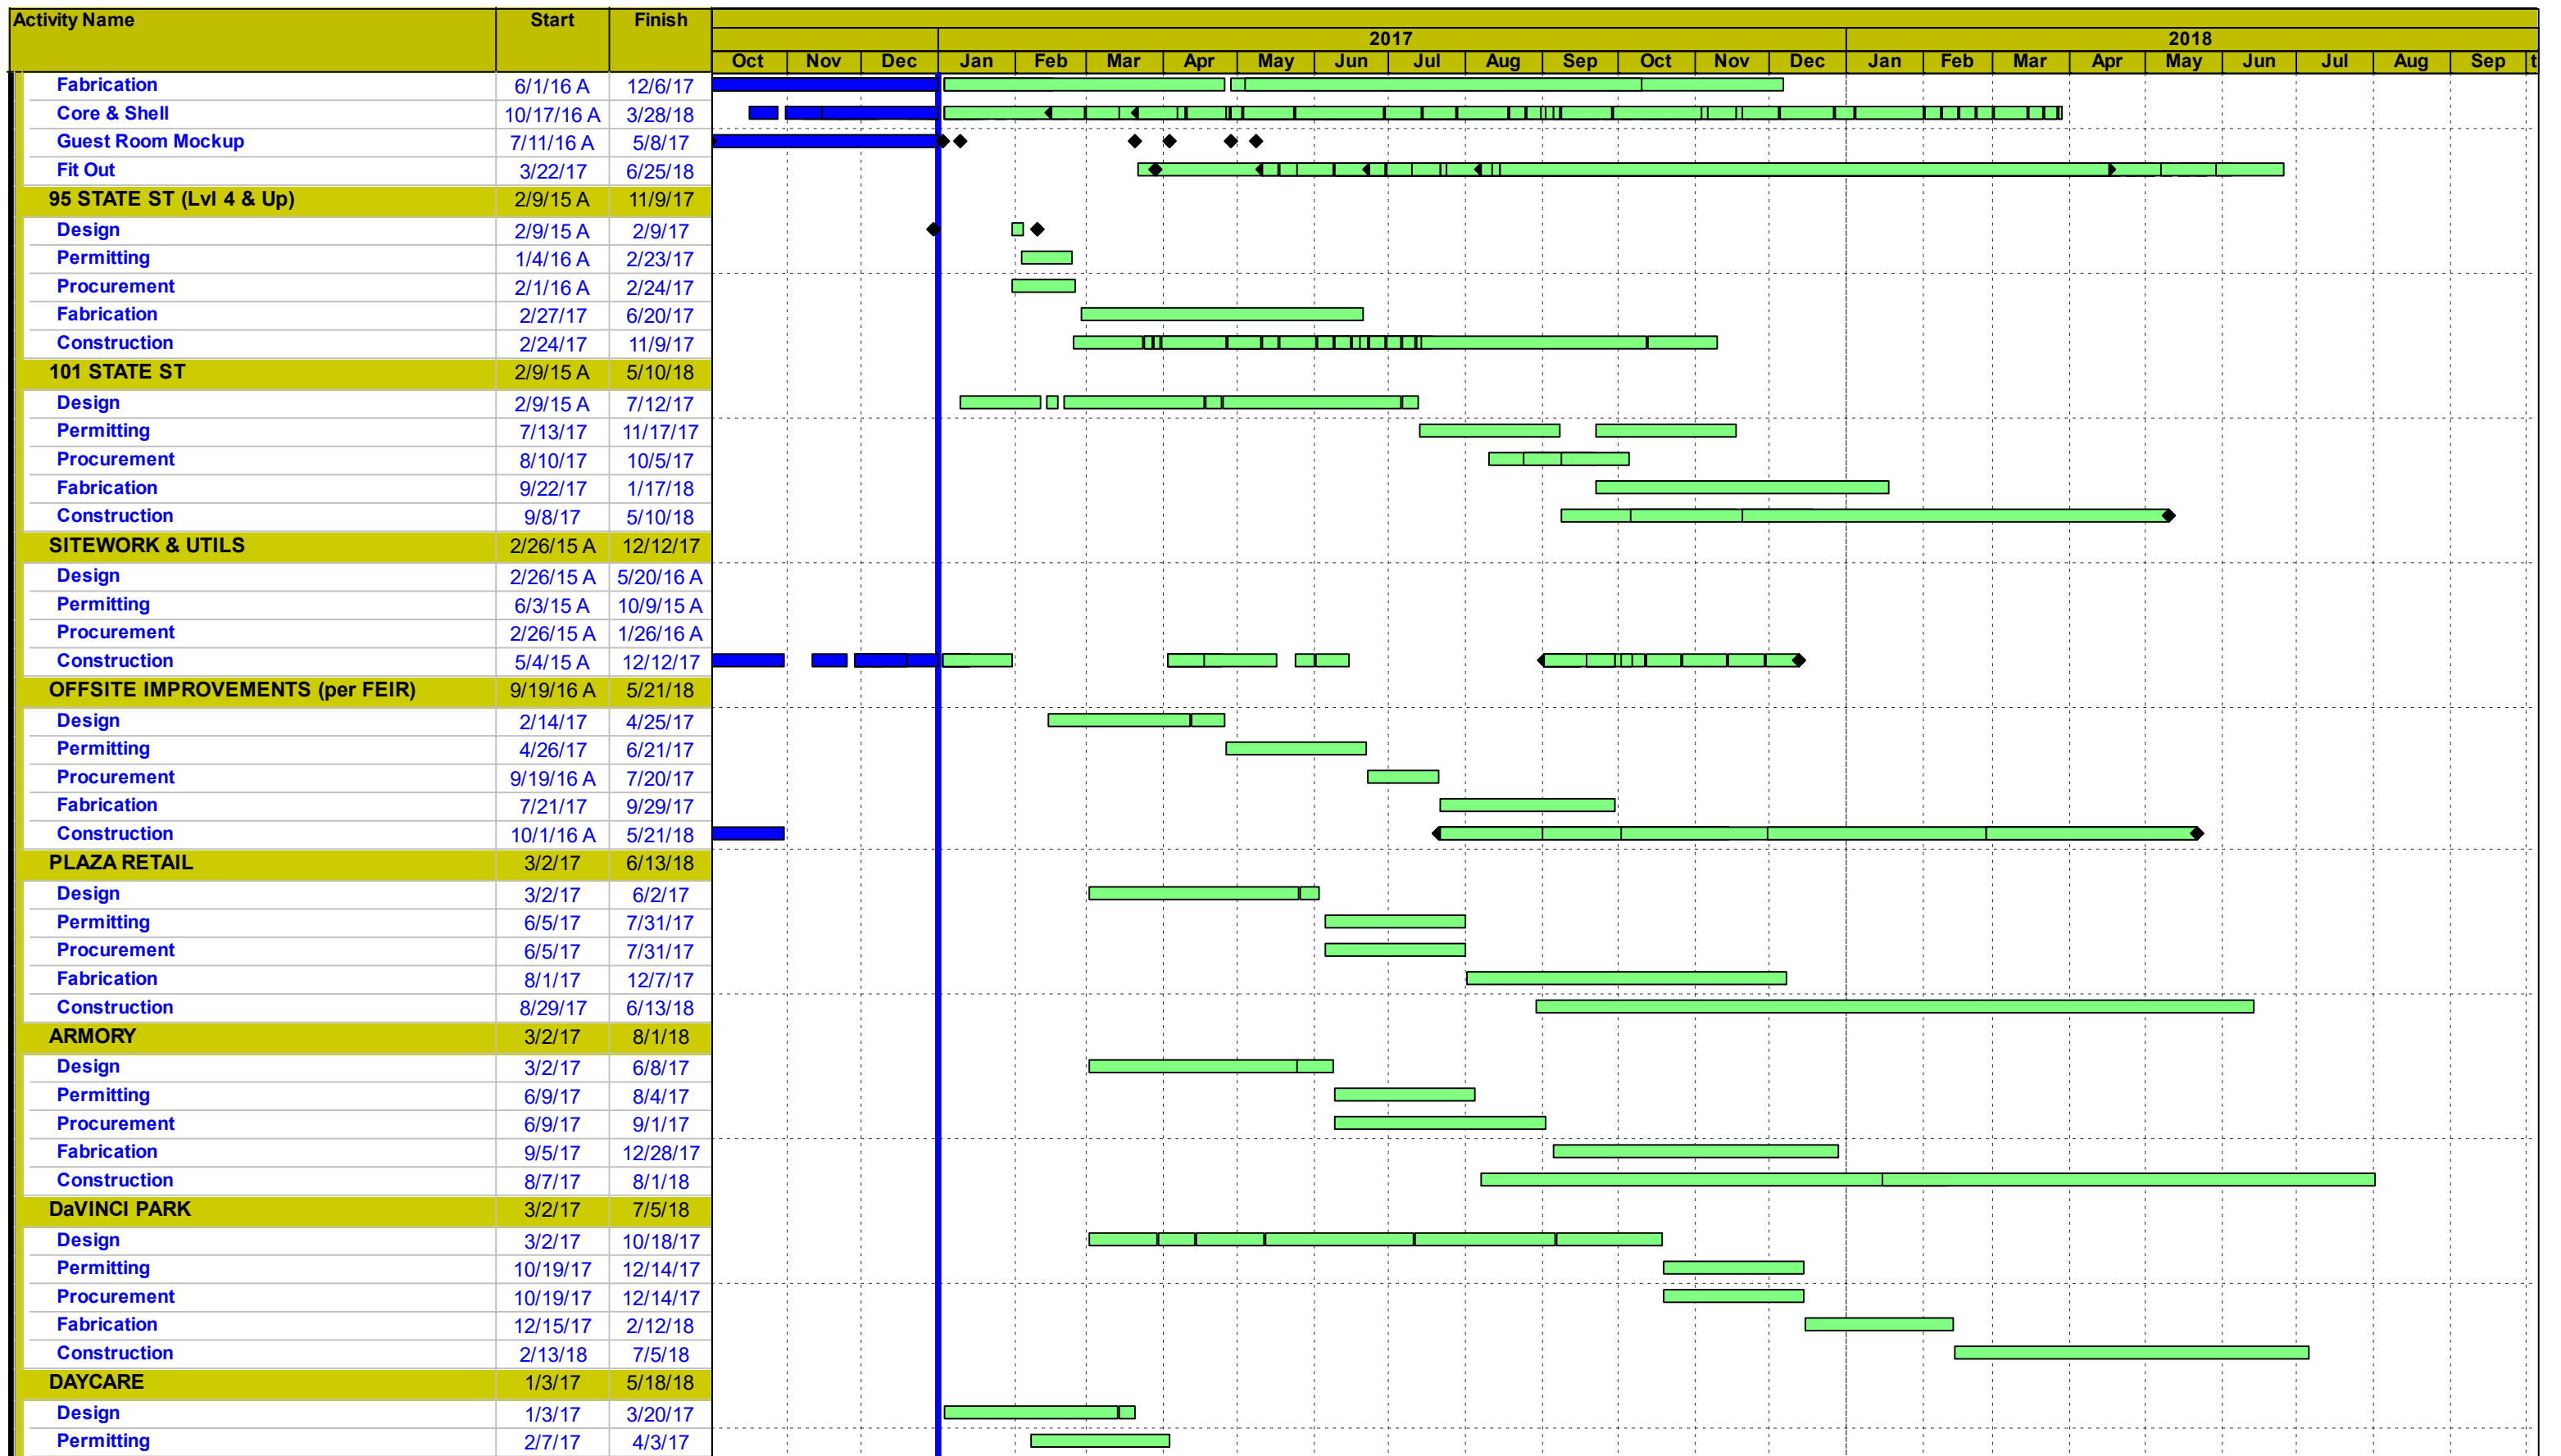 Activity Name Start Finish
2017 2018
Oct Nov Dec Jan Feb Mar Apr May Jun Jul Aug Sep Oct Nov Dec Jan Feb Mar Apr May Jun Jul Aug Sep t
Fabrication 6/1/16 A 12/6/17
Core & Shell 10/17/16 A 3/28/18
Guest Room Mockup 7/11/16 A 5/8/17
Fit Out 3/22/17 6/25/18
95 STATE ST (Lvl 4 & Up) 2/9/15 A 11/9/17
Design 2/9/15 A 2/9/17
Permitting 1/4/16 A 2/23/17
Procurement 2/1/16 A 2/24/17
Fabrication 2/27/17 6/20/17
Construction 2/24/17 11/9/17
101 STATE ST 2/9/15 A 5/10/18
Design 2/9/15 A 7/12/17
Permitting 7/13/17 11/17/17
Procurement 8/10/17 10/5/17
Fabrication 9/22/17 1/17/18
Construction 9/8/17 5/10/18
SITEWORK & UTILS 2/26/15 A 12/12/17
Design 2/26/15 A 5/20/16 A
Permitting 6/3/15 A 10/9/15 A
Procurement 2/26/15 A 1/26/16 A
Construction 5/4/15 A 12/12/17
OFFSITE IMPROVEMENTS (per FEIR) 9/19/16 A 5/21/18
Design 2/14/17 4/25/17
Permitting 4/26/17 6/21/17
Procurement 9/19/16 A 7/20/17
Fabrication 7/21/17 9/29/17
Construction 10/1/16 A 5/21/18
PLAZA RETAIL 3/2/17 6/13/18
Design 3/2/17 6/2/17
Permitting 6/5/17 7/31/17
Procurement 6/5/17 7/31/17
Fabrication 8/1/17 12/7/17
Construction 8/29/17 6/13/18
ARMORY 3/2/17 8/1/18
Design 3/2/17 6/8/17
Permitting 6/9/17 8/4/17
Procurement 6/9/17 9/1/17
Fabrication 9/5/17 12/28/17
Construction 8/7/17 8/1/18
DaVINCI PARK 3/2/17 7/5/18
Design 3/2/17 10/18/17
Permitting 10/19/17 12/14/17
Procurement 10/19/17 12/14/17
Fabrication 12/15/17 2/12/18
Construction 2/13/18 7/5/18
DAYCARE 1/3/17 5/18/18
Design 1/3/17 3/20/17
Permitting 2/7/17 4/3/17